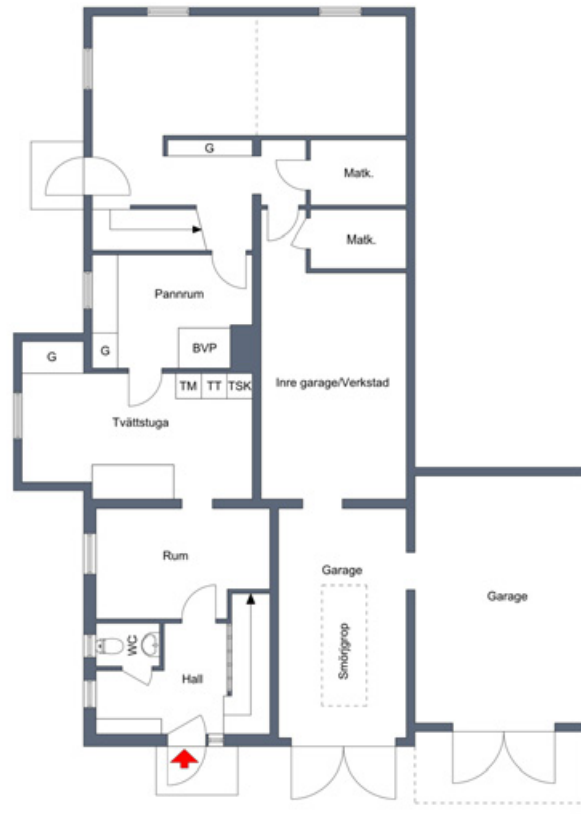 G
Matk.
Matk.
Pannrum
G
BVP
G
TM TT TSK
Inre garage/Verkstad
Tvättstuga
Rum
Garage
Garage
Smörjgrop
WC
Hall